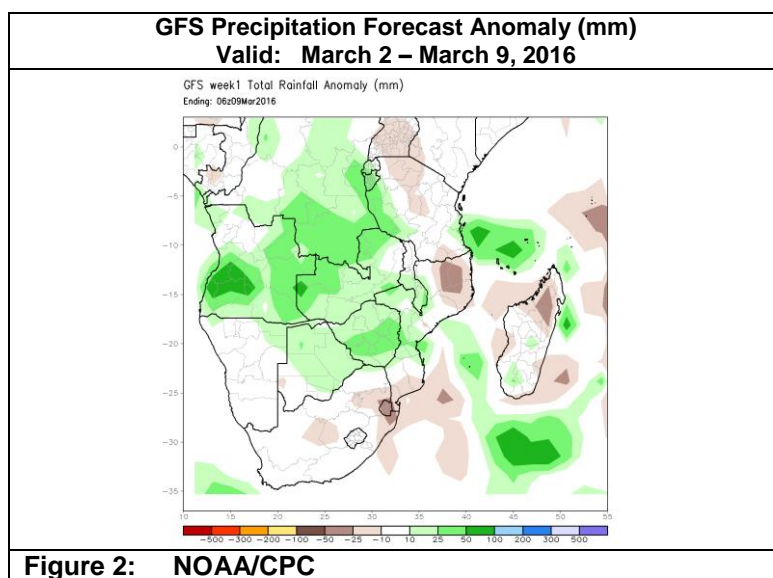 GFS Precipitation Forecast Anomaly (mm)
Valid: March 2 – March 9, 2016
GFS week1 Total Rainfall Anomaly (mm)
Ending: 06z09Mar2016
0
-5
-10
-15
-20
-25
-30
-35
10 15 20 25 30 35 40 45 50 55
-500 -300 -200 -100 -50 -25 -10 10 25 50 100 200 300 500
Figure 2: NOAA/CPC